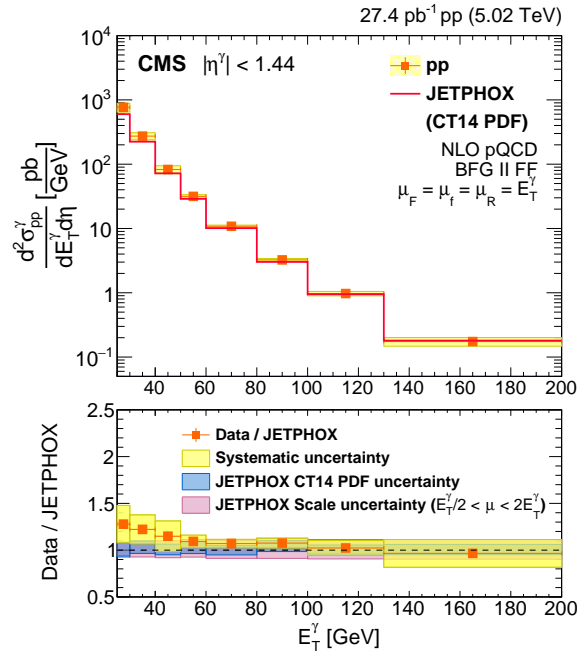 27.4 pb⁻¹ pp (5.02 TeV)
CMS |η^γ| < 1.44
pp
JETPHOX
(CT14 PDF)
NLO pQCD
BFG II FF
μ_F = μ_f = μ_R = E_T^γ
d²σ_pp^γ / dE_T^γ dη [pb/GeV]
10⁴
10³
10²
10
1
10⁻¹
40 60 80 100 120 140 160 180 200
Data / JETPHOX
2.5
2
1.5
1
0.5
Data / JETPHOX
Systematic uncertainty
JETPHOX CT14 PDF uncertainty
JETPHOX Scale uncertainty (E_T^γ/2 < μ < 2E_T^γ)
40 60 80 100 120 140 160 180 200
E_T^γ [GeV]